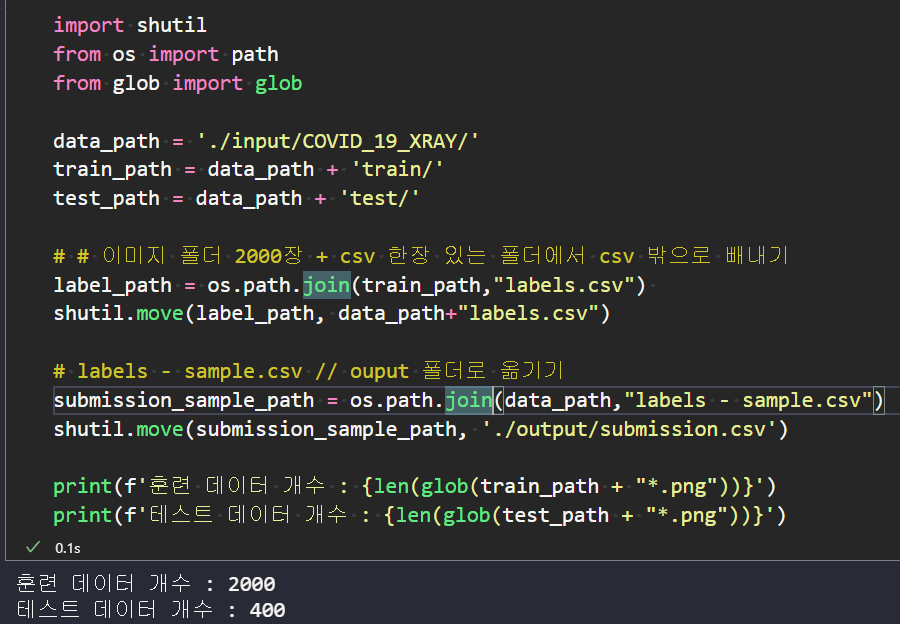 import shutil
from os import path
from glob import glob
data_path = './input/COVID_19_XRAY/'
train_path = data_path + 'train/'
test_path = data_path + 'test/'
# # 이미지 폴더 2000장 + csv 한장 있는 폴더에서 csv 밖으로 빼내기
label_path = os.path.join(train_path,"labels.csv")
shutil.move(label_path, data_path+"labels.csv")
# labels - sample.csv // ouput 폴더로 옮기기
submission_sample_path = os.path.join(data_path,"labels - sample.csv")
shutil.move(submission_sample_path, './output/submission.csv')
print(f'훈련 데이터 개수 : {len(glob(train_path + "*.png"))}')
print(f'테스트 데이터 개수 : {len(glob(test_path + "*.png"))}')
0.1s
훈련 데이터 개수 : 2000
테스트 데이터 개수 : 400